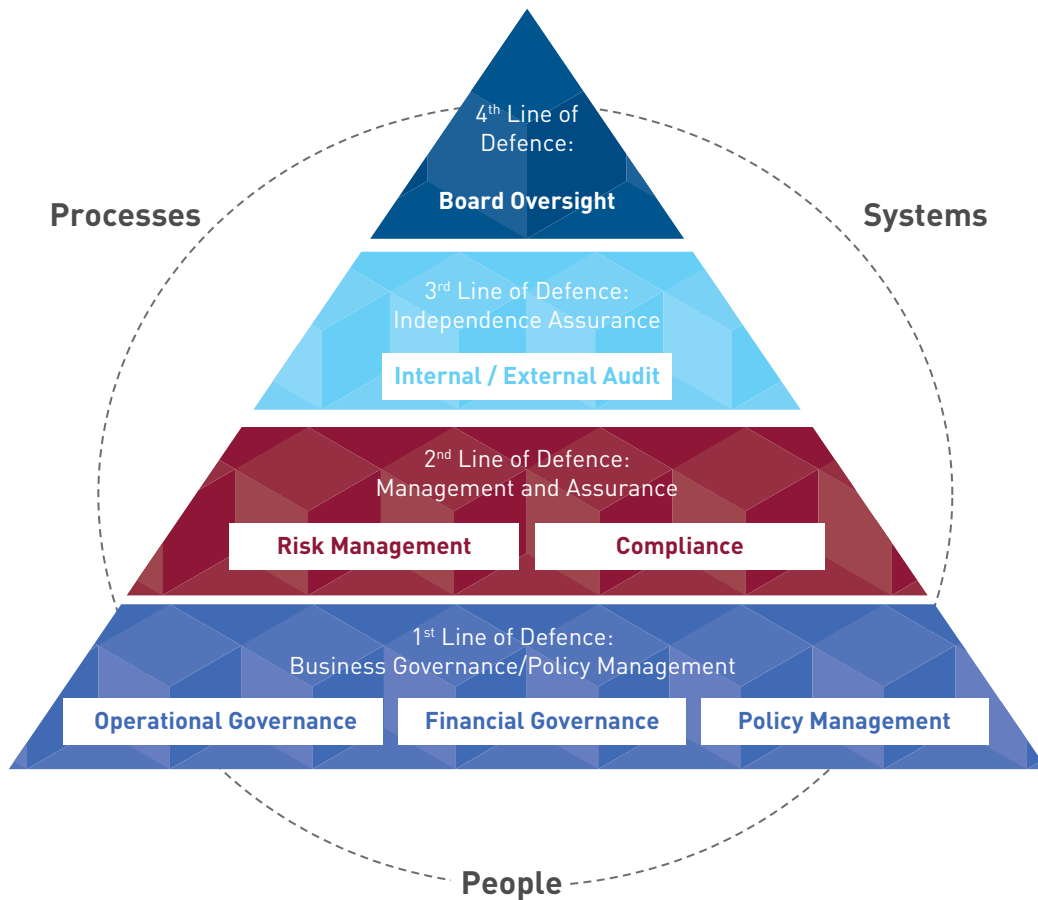 4th Line of
Defence:
Board Oversight
Processes
Systems
3rd Line of Defence:
Independence Assurance
Internal / External Audit
2nd Line of Defence:
Management and Assurance
Risk Management
Compliance
1st Line of Defence:
Business Governance/Policy Management
Operational Governance
Financial Governance
Policy Management
People